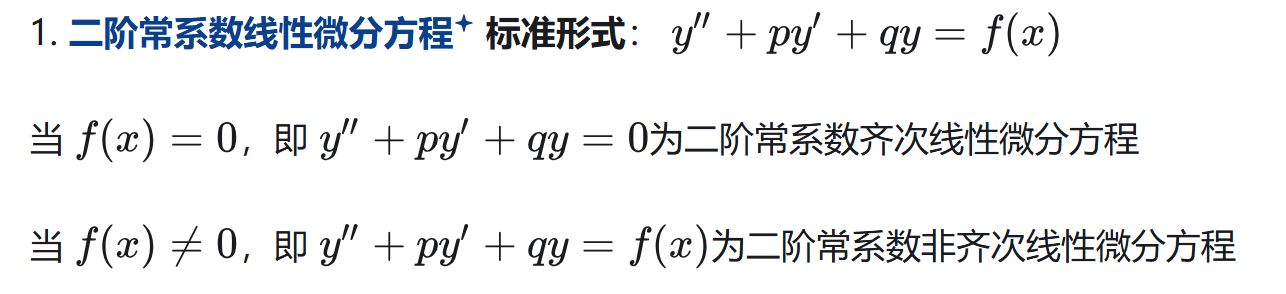 1. 二阶常系数线性微分方程✦ 标准形式： y″ + py′ + qy = f(x)
当 f(x) = 0，即 y″ + py′ + qy = 0为二阶常系数齐次线性微分方程
当 f(x) ≠ 0，即 y″ + py′ + qy = f(x)为二阶常系数非齐次线性微分方程